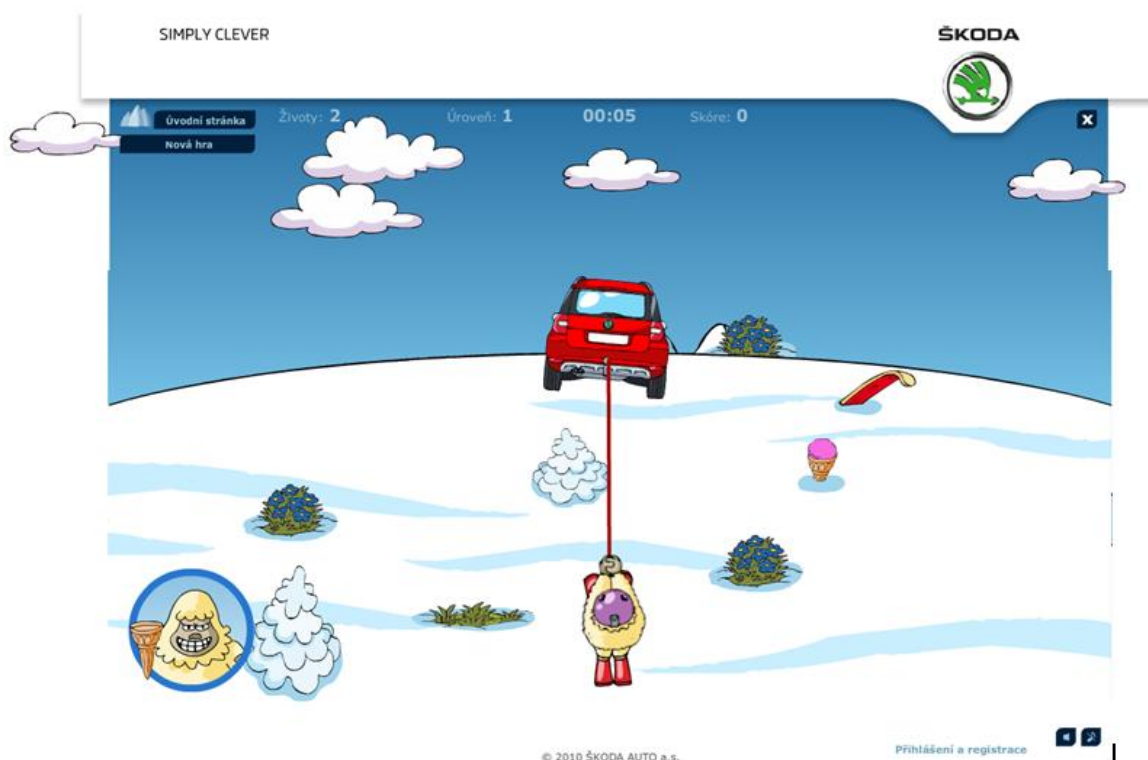 SIMPLY CLEVER
ŠKODA
Úvodní stránka
Životy: 2
Úroveň: 1
00:05
Skóre: 0
X
Nová hra
Přihlášení a registrace
© 2010 ŠKODA AUTO a.s.